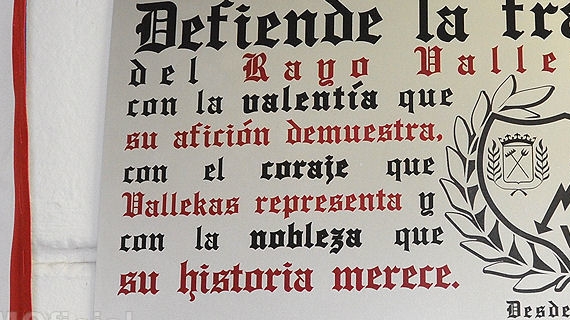 Defiende la tra
del Rayo Valle
con la valentía que
su afición demuestra,
con el coraje que
Vallekas representa y
con la nobleza que
su historia merece.
Desde